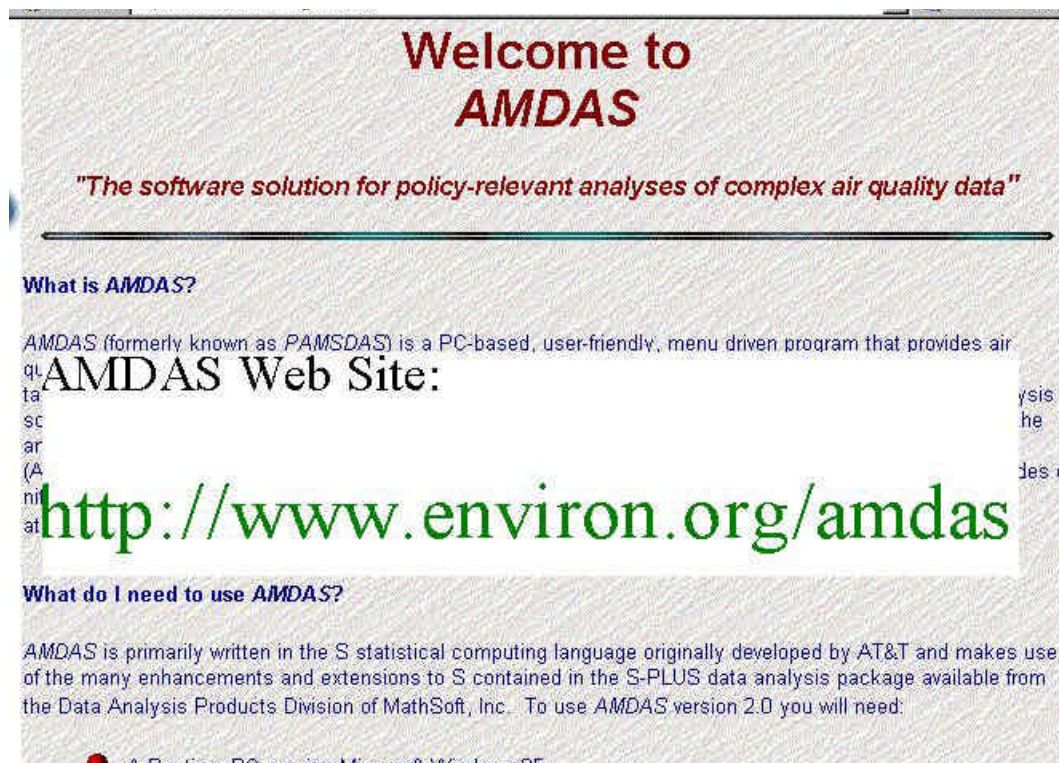 Welcome to
AMDAS
"The software solution for policy-relevant analyses of complex air quality data"
What is AMDAS?
AMDAS (formerly known as PAMSDAS) is a PC-based, user-friendly, menu driven program that provides air
AMDAS Web Site:
http://www.environ.org/amdas
What do I need to use AMDAS?
AMDAS is primarily written in the S statistical computing language originally developed by AT&T and makes use
of the many enhancements and extensions to S contained in the S-PLUS data analysis package available from
the Data Analysis Products Division of MathSoft, Inc. To use AMDAS version 2.0 you will need: